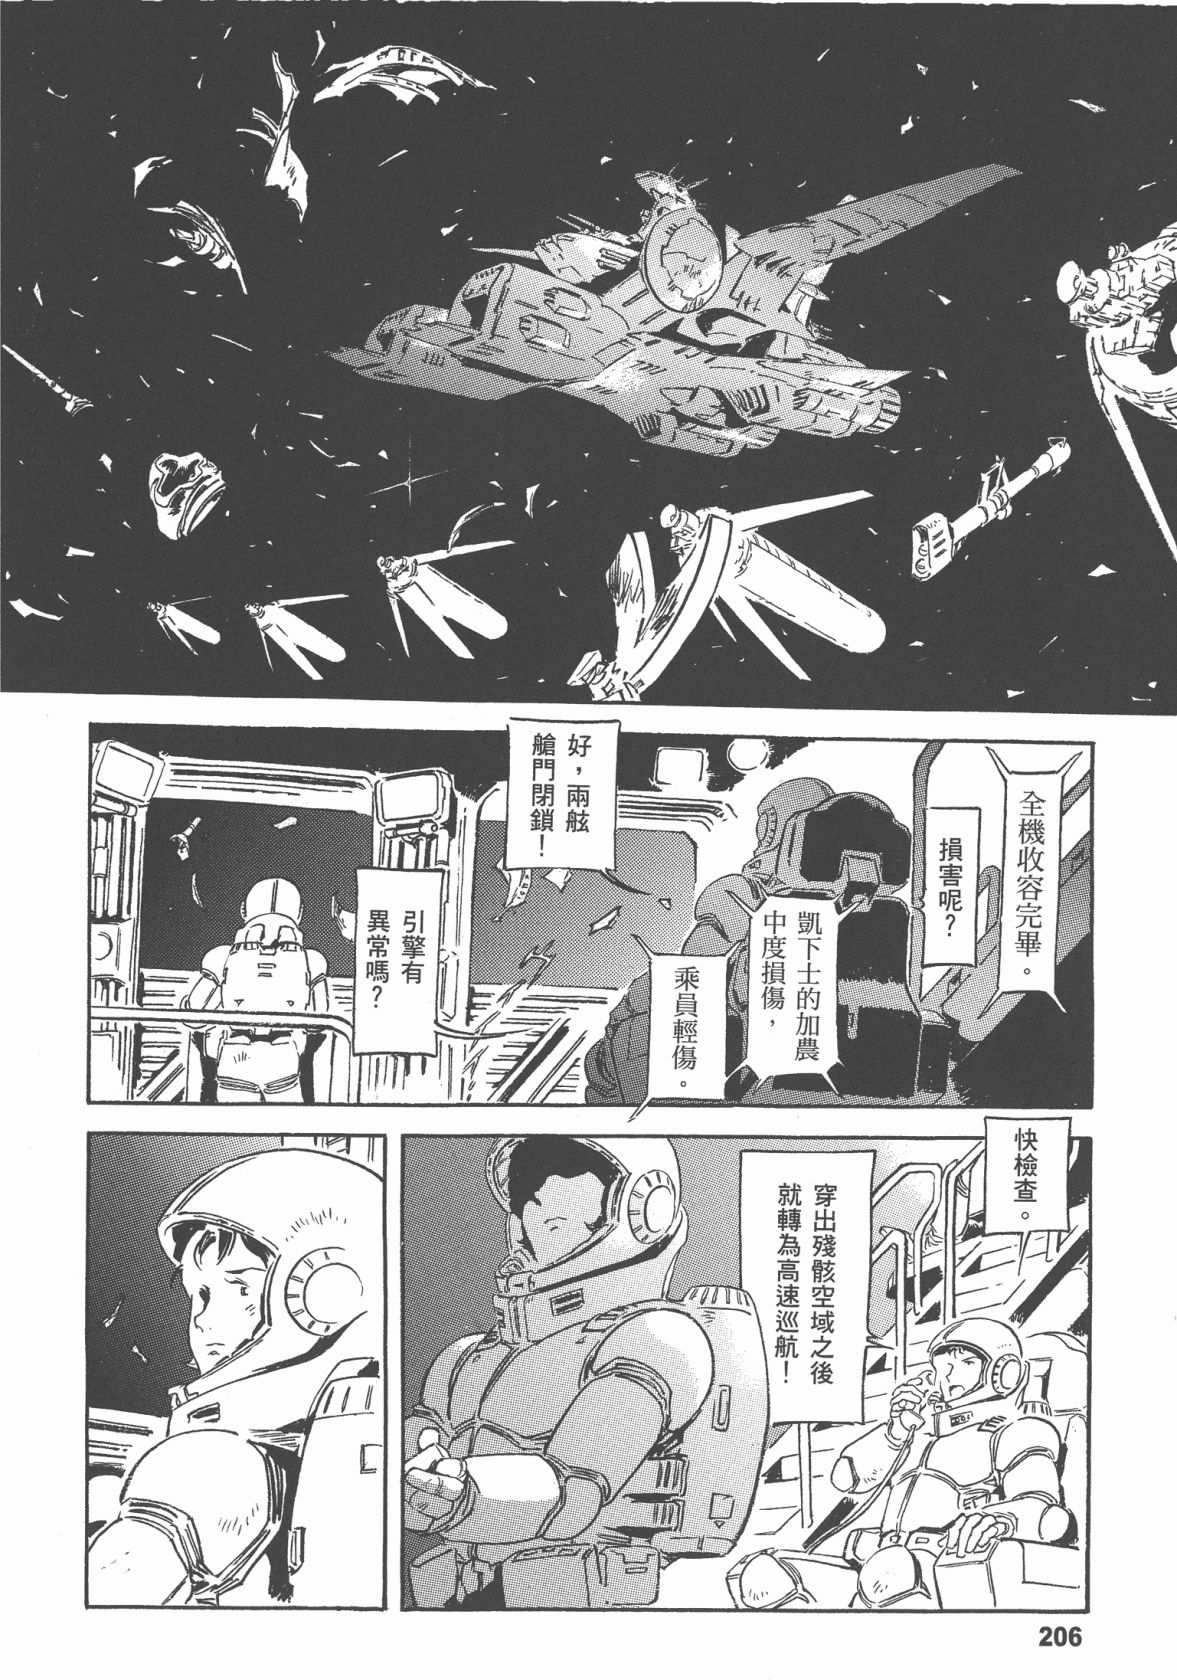 全機收容完畢。
損害呢?
凱下士的加農
中度損傷，
乘員輕傷。
好，兩舷
艙門閉鎖!
引擎有
異常嗎?
快檢查。
穿出殘骸空域之後
就轉為高速巡航!
206